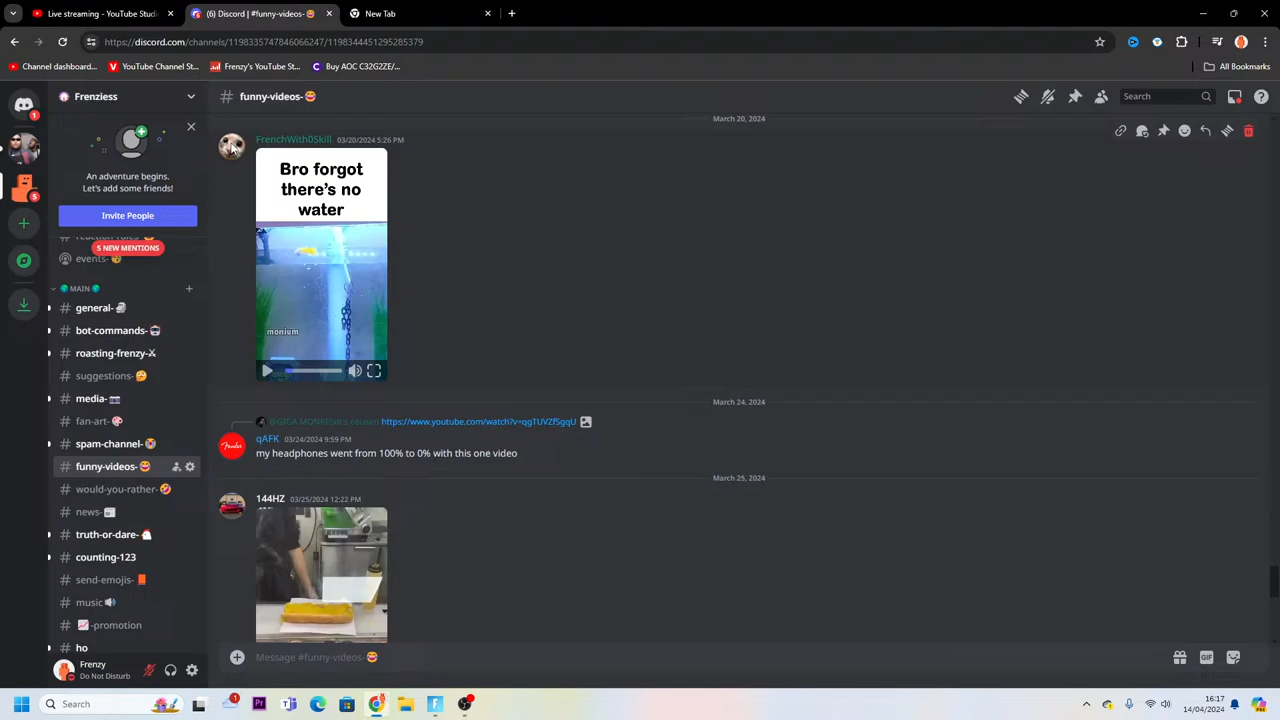 Live streaming - YouTube Studi
(6) Discord | #funny-videos-😂
New Tab
https://discord.com/channels/1198335747846066247/1198344451295285379
Channel dashboard...
YouTube Channel St...
Frenzy's YouTube St...
Buy AOC C32G2ZE/...
All Bookmarks
Frenziess
funny-videos-😂
Search
An adventure begins.
Let's add some friends!
Invite People
5 NEW MENTIONS
events-
MAIN
general-🗿
bot-commands-🤖
roasting-frenzy-⚔
suggestions-🤔
media-📷
fan-art-🎨
spam-channel-😭
funny-videos-😂
would-you-rather-🤣
news-📰
truth-or-dare-
counting-123
send-emojis-
music🔊
📈-promotion
ho
Frenzy
Do Not Disturb
March 20, 2024
FrenchWith0Skill 03/20/2024 5:26 PM
Bro forgot
there's no
water
monium
March 24, 2024
https://www.youtube.com/watch?v=qgTUVZfSgqU
qAFK 03/24/2024 9:59 PM
my headphones went from 100% to 0% with this one video
March 25, 2024
144HZ 03/25/2024 12:22 PM
Message #funny-videos-😂
GIF
Search
16:17
14/04/2024